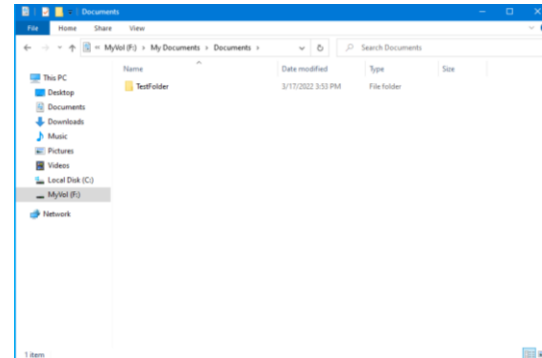 Documents
File Home Share View
MyVol (F:) › My Documents › Documents ›
Search Documents
Name Date modified Type Size
TestFolder 3/17/2022 3:53 PM File folder
This PC
Desktop
Documents
Downloads
Music
Pictures
Videos
Local Disk (C:)
MyVol (F:)
Network
1 item